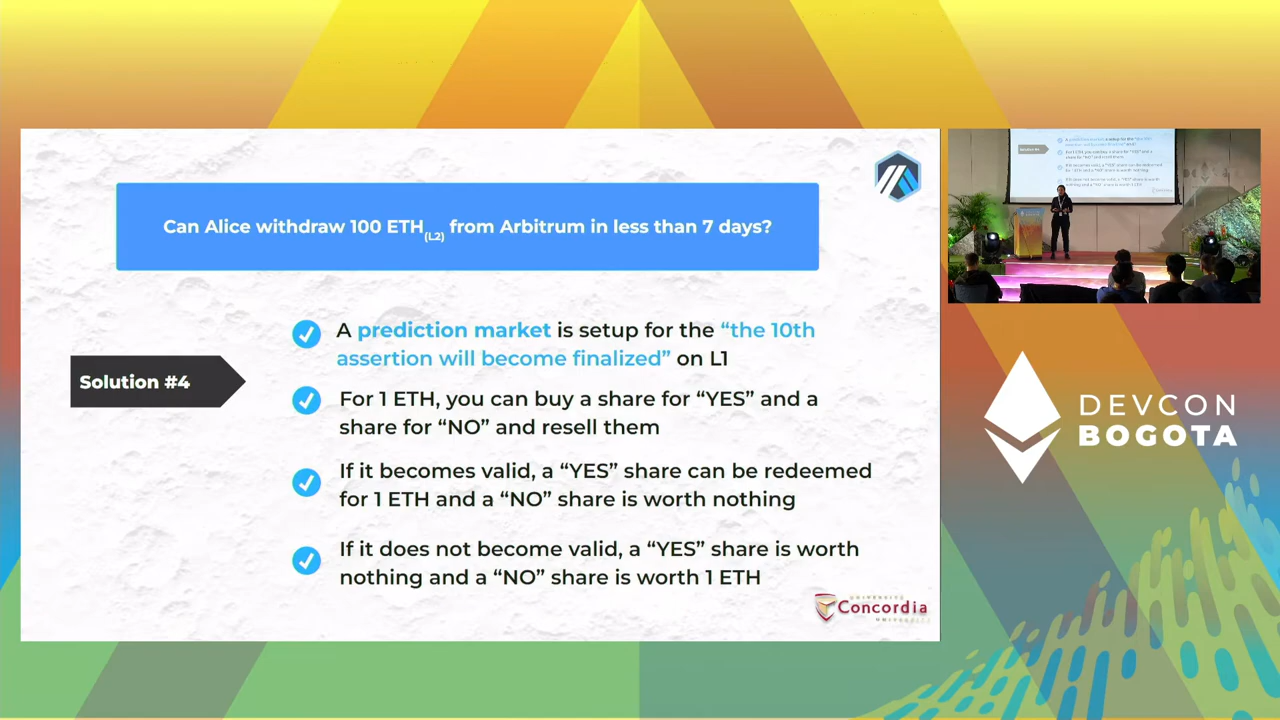 Can Alice withdraw 100 ETH(L2) from Arbitrum in less than 7 days?
Solution #4
A prediction market is setup for the “the 10th
assertion will become finalized” on L1
For 1 ETH, you can buy a share for “YES” and a
share for “NO” and resell them
If it becomes valid, a “YES” share can be redeemed
for 1 ETH and a “NO” share is worth nothing
If it does not become valid, a “YES” share is worth
nothing and a “NO” share is worth 1 ETH
UNIVERSITÉ
Concordia
UNIVERSITY
DEVCON
BOGOTA